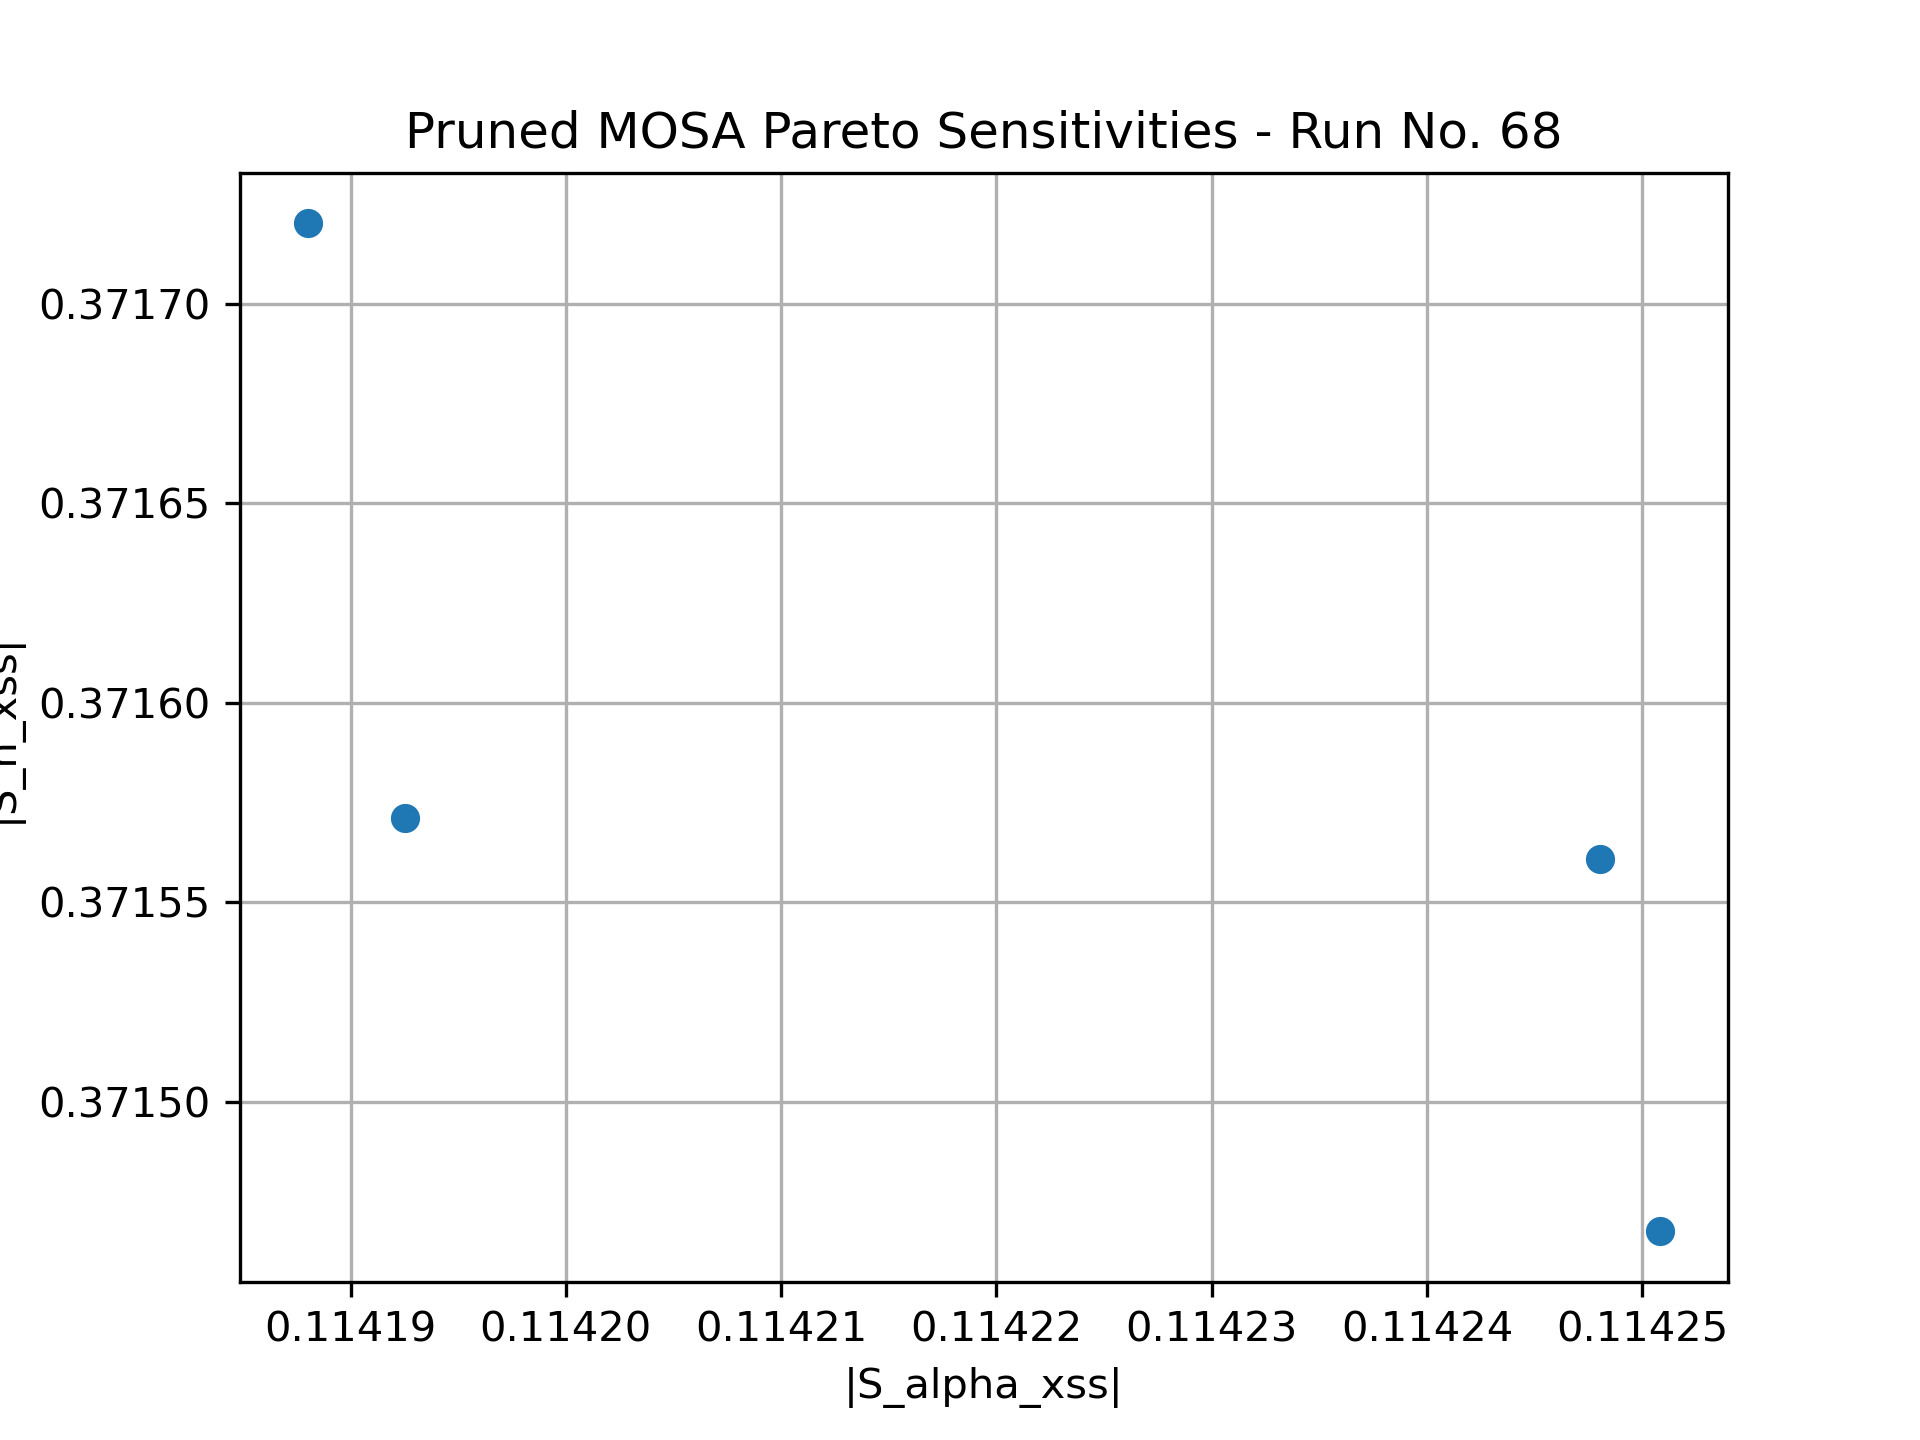 Pruned MOSA Pareto Sensitivities - Run No. 68
0.37170
0.37165
0.37160
0.37155
0.37150
|S_n_xss|
0.11419 0.11420 0.11421 0.11422 0.11423 0.11424 0.11425
|S_alpha_xss|